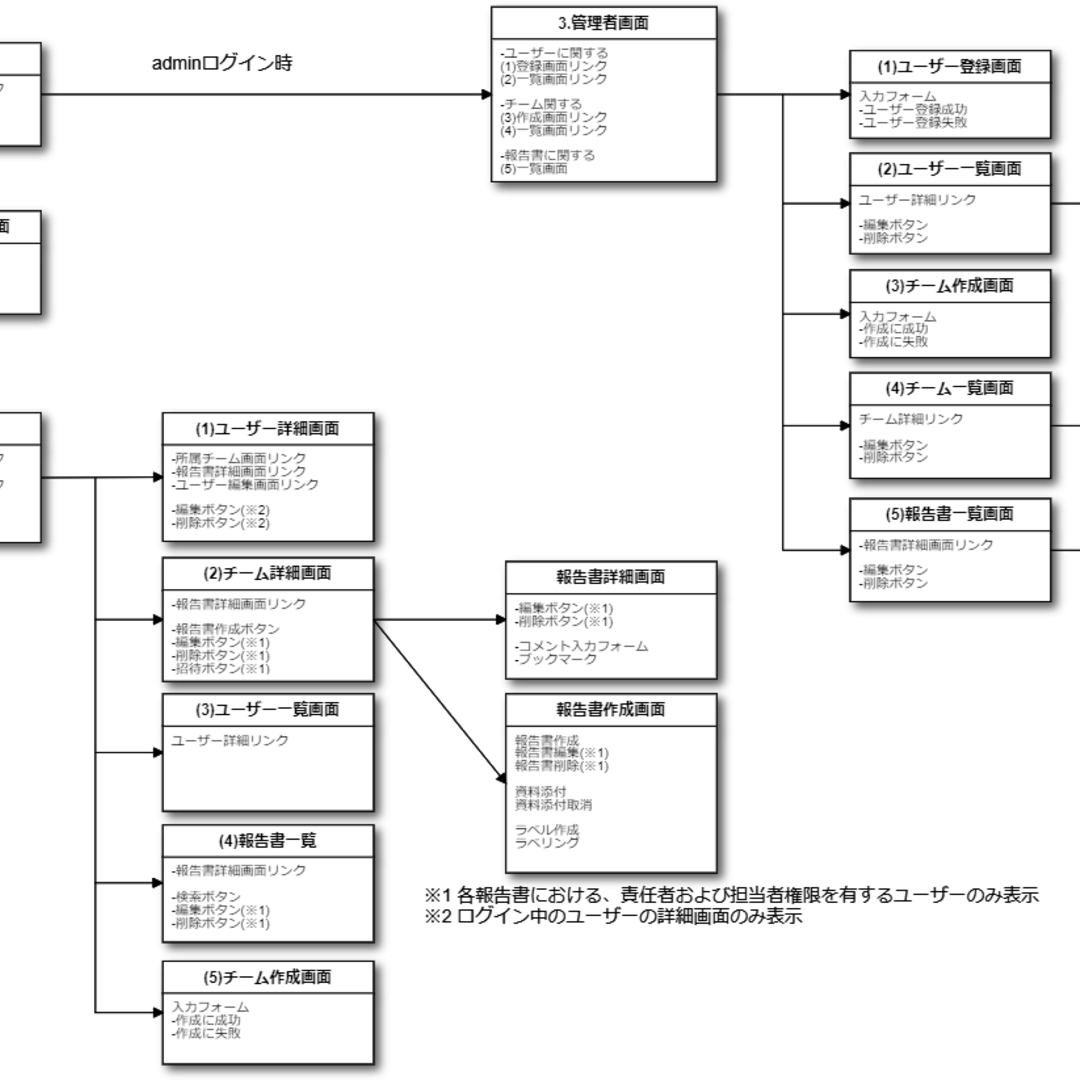 adminログイン時
3.管理者画面
-ユーザーに関する
(1)登録画面リンク
(2)一覧画面リンク
-チーム関する
(3)作成画面リンク
(4)一覧画面リンク
-報告書に関する
(5)一覧画面
(1)ユーザー登録画面
入力フォーム
-ユーザー登録成功
-ユーザー登録失敗
(2)ユーザー一覧画面
ユーザー詳細リンク
-編集ボタン
-削除ボタン
(3)チーム作成画面
入力フォーム
-作成に成功
-作成に失敗
(4)チーム一覧画面
チーム詳細リンク
-編集ボタン
-削除ボタン
(5)報告書一覧画面
-報告書詳細画面リンク
-編集ボタン
-削除ボタン
面
(1)ユーザー詳細画面
-所属チーム画面リンク
-報告書詳細画面リンク
-ユーザー編集画面リンク
-編集ボタン(※2)
-削除ボタン(※2)
(2)チーム詳細画面
-報告書詳細画面リンク
-報告書作成ボタン
-編集ボタン(※1)
-削除ボタン(※1)
-招待ボタン(※1)
(3)ユーザー一覧画面
ユーザー詳細リンク
(4)報告書一覧
-報告書詳細画面リンク
-検索ボタン
-編集ボタン(※1)
-削除ボタン(※1)
(5)チーム作成画面
入力フォーム
-作成に成功
-作成に失敗
報告書詳細画面
-編集ボタン(※1)
-削除ボタン(※1)
-コメント入力フォーム
-ブックマーク
報告書作成画面
報告書作成
報告書編集(※1)
報告書削除(※1)
資料添付
資料添付取消
ラベル作成
ラベリング
※1 各報告書における、責任者および担当者権限を有するユーザーのみ表示
※2 ログイン中のユーザーの詳細画面のみ表示